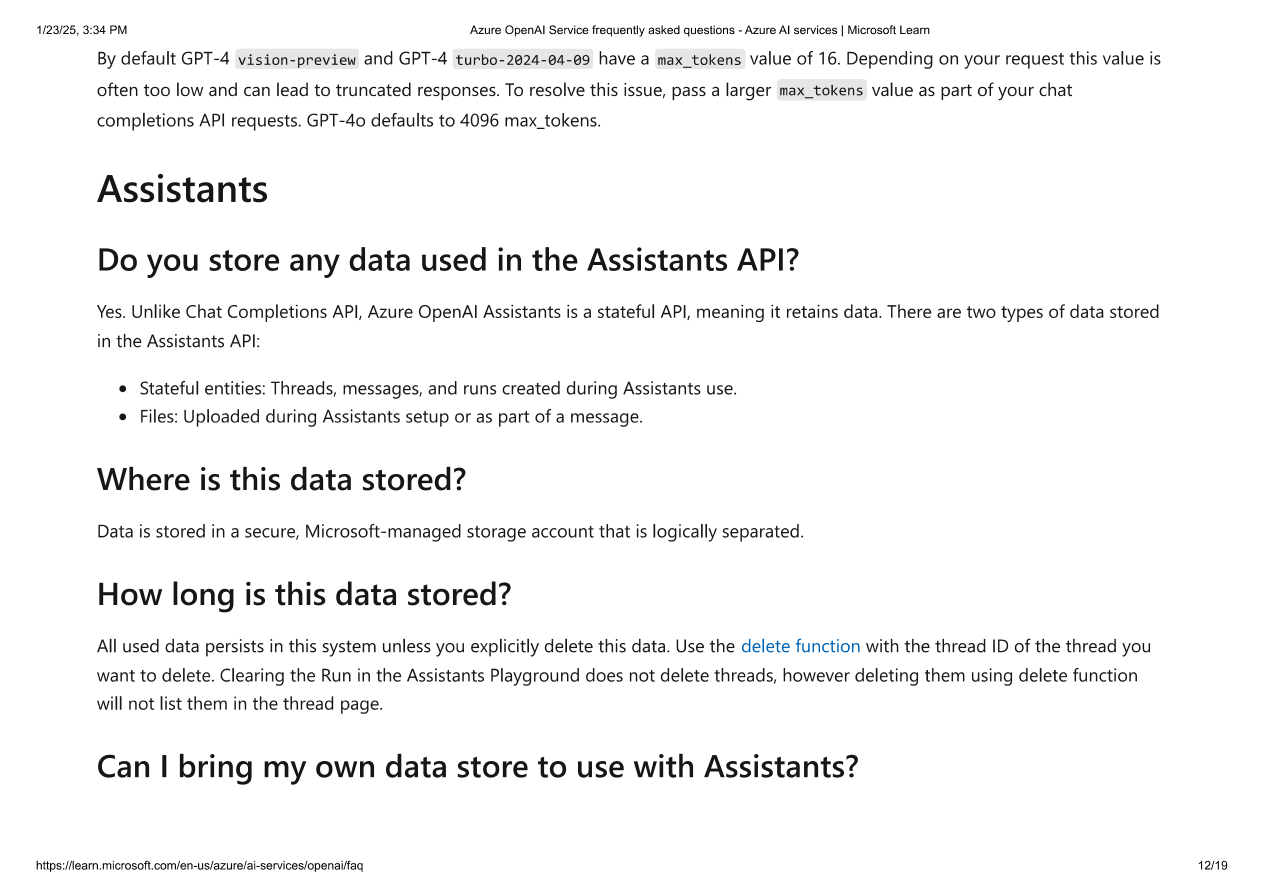 1/23/25, 3:34 PM
Azure OpenAI Service frequently asked questions - Azure AI services | Microsoft Learn
By default GPT-4 vision-preview and GPT-4 turbo-2024-04-09 have a max_tokens value of 16. Depending on your request this value is
often too low and can lead to truncated responses. To resolve this issue, pass a larger max_tokens value as part of your chat
completions API requests. GPT-4o defaults to 4096 max_tokens.
Assistants
Do you store any data used in the Assistants API?
Yes. Unlike Chat Completions API, Azure OpenAI Assistants is a stateful API, meaning it retains data. There are two types of data stored
in the Assistants API:
• Stateful entities: Threads, messages, and runs created during Assistants use.
• Files: Uploaded during Assistants setup or as part of a message.
Where is this data stored?
Data is stored in a secure, Microsoft-managed storage account that is logically separated.
How long is this data stored?
All used data persists in this system unless you explicitly delete this data. Use the delete function with the thread ID of the thread you
want to delete. Clearing the Run in the Assistants Playground does not delete threads, however deleting them using delete function
will not list them in the thread page.
Can I bring my own data store to use with Assistants?
https://learn.microsoft.com/en-us/azure/ai-services/openai/faq
12/19